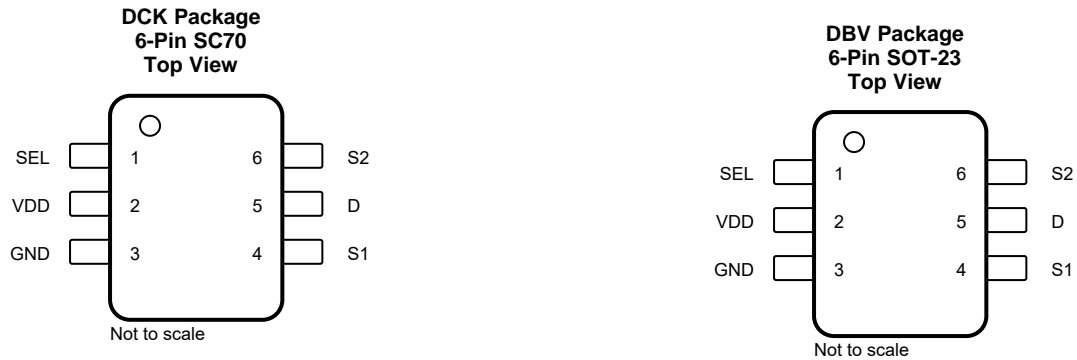 DCK Package
6-Pin SC70
Top View
SEL 1 6 S2
VDD 2 5 D
GND 3 4 S1
Not to scale
DBV Package
6-Pin SOT-23
Top View
SEL 1 6 S2
VDD 2 5 D
GND 3 4 S1
Not to scale